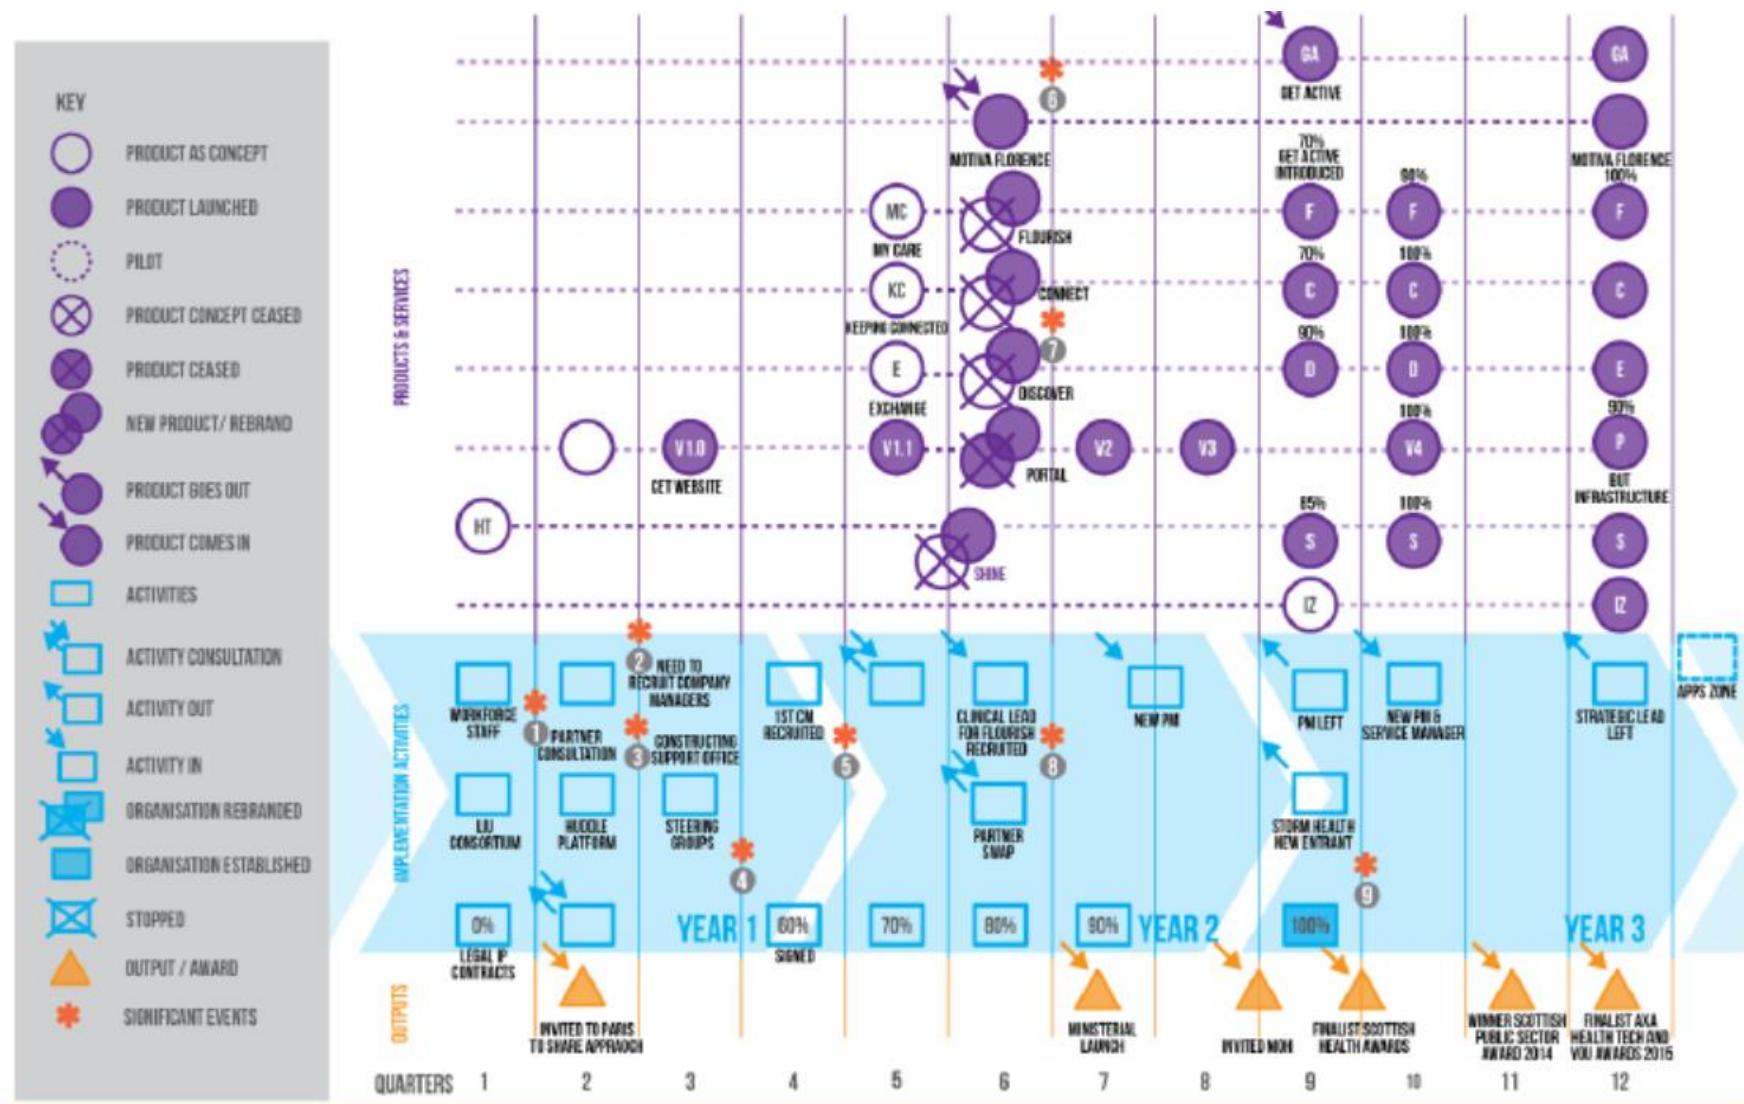 KEY
PRODUCT AS CONCEPT
PRODUCT LAUNCHED
PILOT
PRODUCT CONCEPT CEASED
PRODUCT CEASED
NEW PRODUCT/ REBRAND
PRODUCT GOES OUT
PRODUCT COMES IN
ACTIVITIES
ACTIVITY CONSULTATION
ACTIVITY OUT
ACTIVITY IN
ORGANISATION REBRANDED
ORGANISATION ESTABLISHED
STOPPED
OUTPUT / AWARD
SIGNIFICANT EVENTS
PRODUCTS & SERVICES
GA
GA
GET ACTIVE
6
MOTIVA FLORENCE
MOTIVA FLORENCE
70%
GET ACTIVE
INTRODUCED
90%
100%
MC
F
F
F
MY CARE
FLOURISH
70%
100%
KC
C
C
C
KEEPING CONNECTED
CONNECT
7
90%
100%
E
D
D
E
EXCHANGE
DISCOVER
100%
90%
V1.0
V1.1
V2
V3
V4
P
GET WEBSITE
PORTAL
BUT
INFRASTRUCTURE
HT
65%
100%
S
S
S
SHINE
IZ
IZ
IMPLEMENTATION ACTIVITIES
WORKFORCE
STAFF
1
PARTNER
CONSULTATION
2
NEED TO
RECRUIT COMPANY
MANAGERS
3
CONSTRUCTING
SUPPORT OFFICE
1ST CM
RECRUITED
5
CLINICAL LEAD
FOR FLOURISH
RECRUITED
8
NEW PM
PM LEFT
NEW PM &
SERVICE MANAGER
STRATEGIC LEAD
LEFT
APPS ZONE
LIU
CONSORTIUM
HUDDLE
PLATFORM
STEERING
GROUPS
4
PARTNER
SWAP
STORM HEALTH
NEW ENTRANT
9
0%
LEGAL IP
CONTRACTS
YEAR 1
60%
SIGNED
70%
80%
90%
YEAR 2
100%
YEAR 3
OUTPUTS
INVITED TO PARIS
TO SHARE APPRAOCH
MINISTERIAL
LAUNCH
INVITED MOHI
FINALIST SCOTTISH
HEALTH AWARDS
WINNER SCOTTISH
PUBLIC SECTOR
AWARD 2014
FINALIST AXA
HEALTH TECH AND
YOU AWARDS 2015
QUARTERS 1 2 3 4 5 6 7 8 9 10 11 12